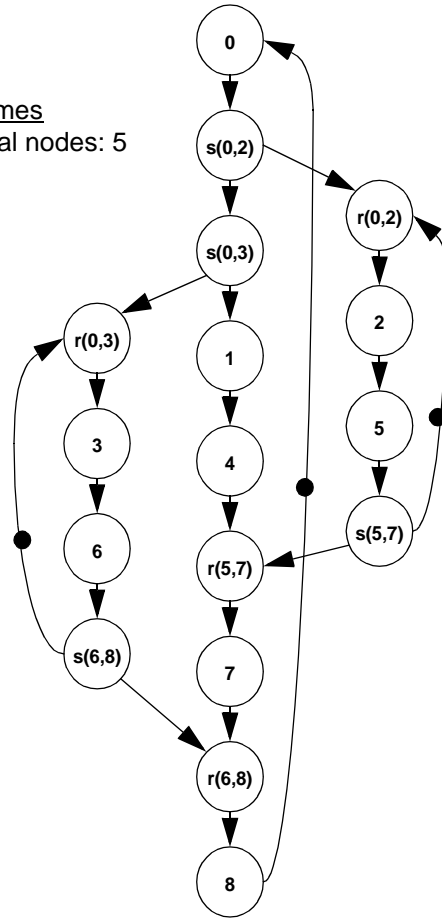 0
mes
al nodes: 5
s(0,2)
r(0,2)
s(0,3)
r(0,3)
2
1
3
5
4
s(5,7)
6
r(5,7)
s(6,8)
7
r(6,8)
8